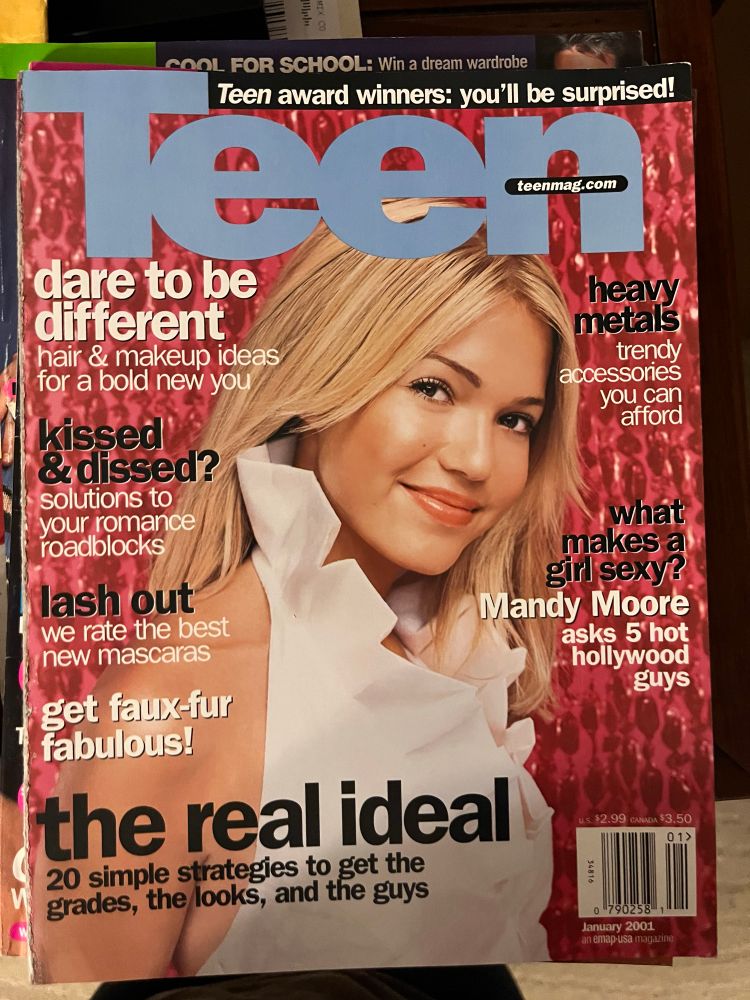 COOL FOR SCHOOL: Win a dream wardrobe
Teen award winners: you'll be surprised!
Teen
teenmag.com
dare to be
different
hair & makeup ideas
for a bold new you
kissed
& dissed?
solutions to
your romance
roadblocks
lash out
we rate the best
new mascaras
get faux-fur
fabulous!
heavy
metals
trendy
accessories
you can
afford
what
makes a
girl sexy?
Mandy Moore
asks 5 hot
hollywood
guys
the real ideal
20 simple strategies to get the
grades, the looks, and the guys
U.S. $2.99 CANADA $3.50
01>
34816
0 790258 1
January 2001
an emap-usa magazine